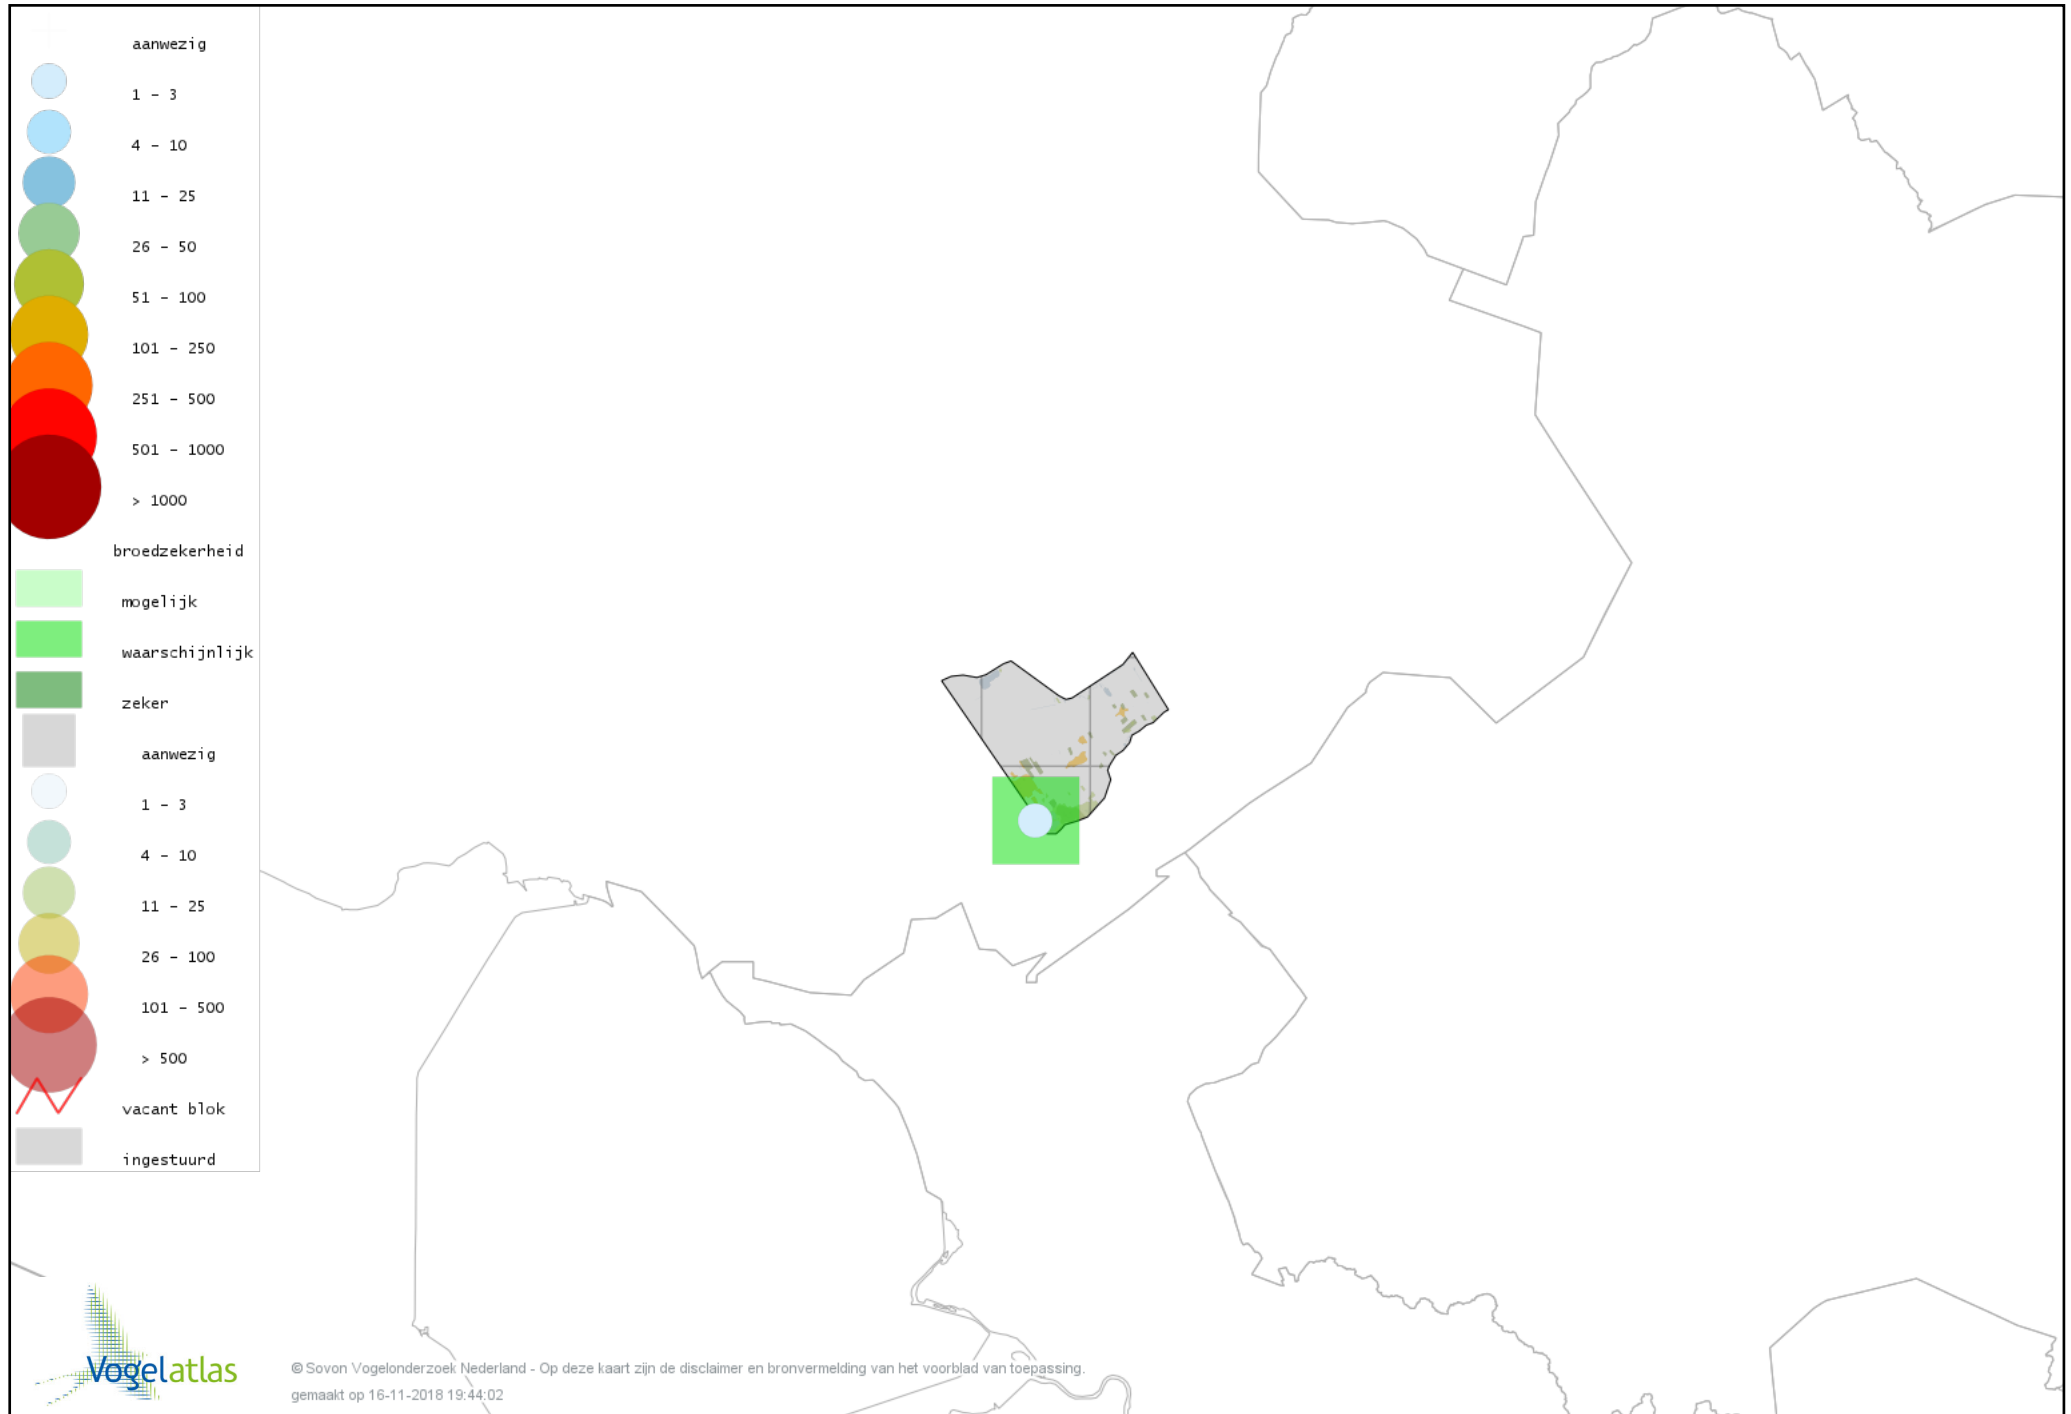 aanwezig
1 - 3
4 - 10
11 - 25
26 - 50
51 - 100
101 - 250
251 - 500
501 - 1000
> 1000
broedzekerheid
mogelijk
waarschijnlijk
zeker
aanwezig
1 - 3
4 - 10
11 - 25
26 - 100
101 - 500
> 500
vacant blok
ingestuurd
Vogelatlas
© Sovon Vogelonderzoek Nederland - Op deze kaart zijn de disclaimer en bronvermelding van het voorblad van toepassing.
gemaakt op 16-11-2018 19:44:02